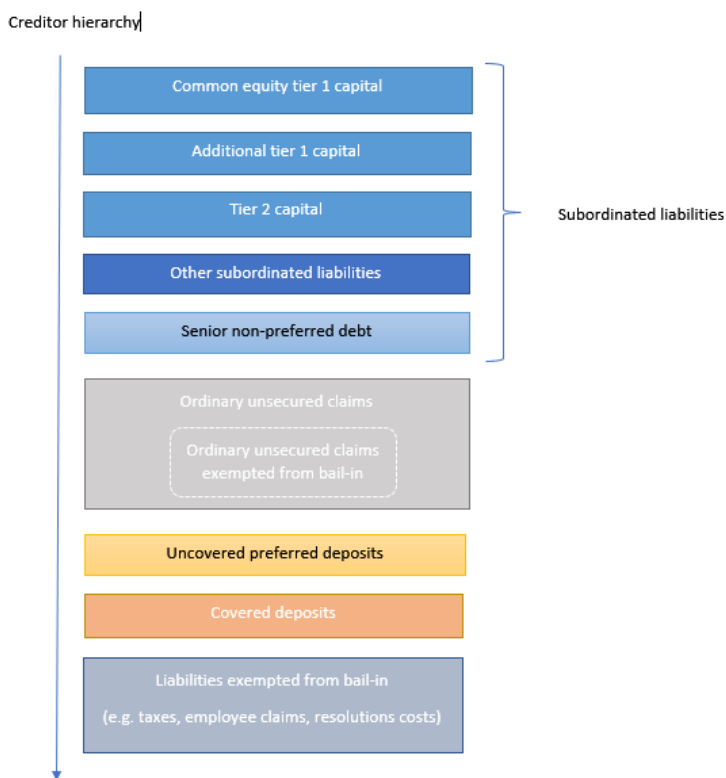 Creditor hierarchy
Common equity tier 1 capital
Additional tier 1 capital
Tier 2 capital
Subordinated liabilities
Other subordinated liabilities
Senior non-preferred debt
Ordinary unsecured claims
Ordinary unsecured claims
exempted from bail-in
Uncovered preferred deposits
Covered deposits
Liabilities exempted from bail-in
(e.g. taxes, employee claims, resolutions costs)